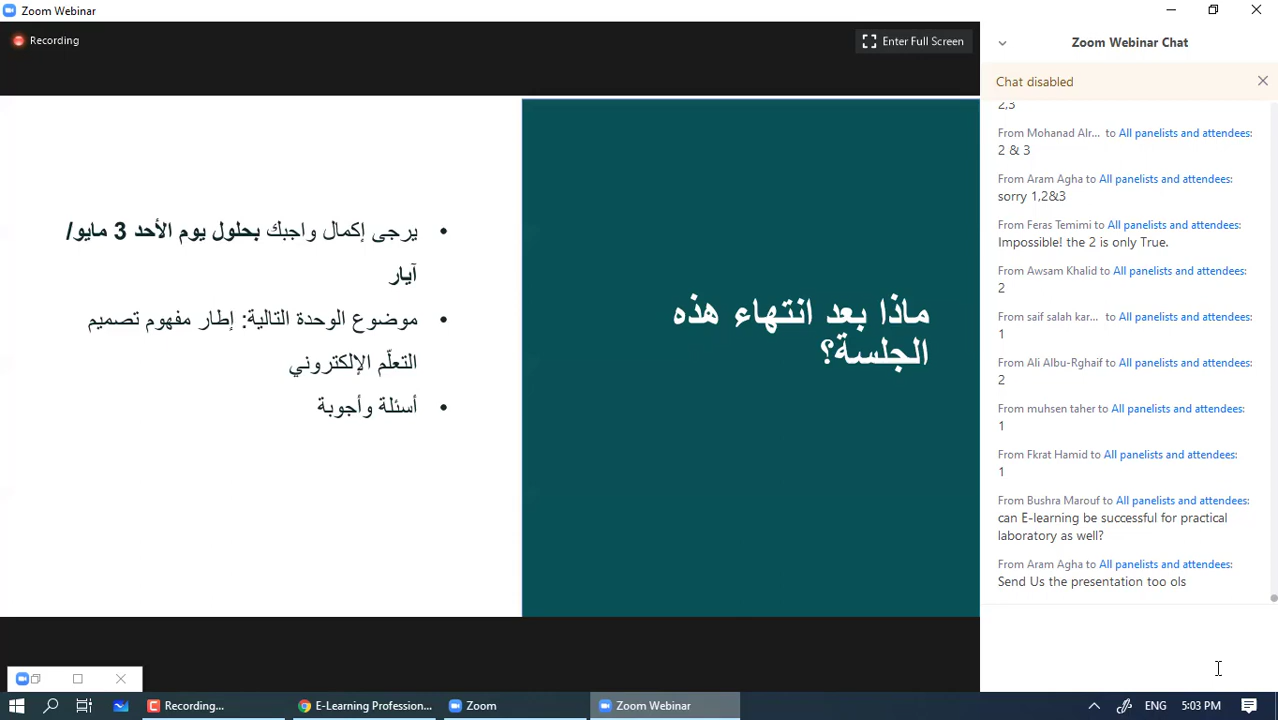 Zoom Webinar
Recording
Enter Full Screen
ماذا بعد انتهاء هذه
الجلسة؟
• يرجى إكمال واجبك بحلول يوم الأحد 3 مايو/
آيار
• موضوع الوحدة التالية: إطار مفهوم تصميم
التعلّم الإلكتروني
• أسئلة وأجوبة
Zoom Webinar Chat
Chat disabled
2,3
From Mohanad Alr... to All panelists and attendees:
2 & 3
From Aram Agha to All panelists and attendees:
sorry 1,2&3
From Feras Temimi to All panelists and attendees:
Impossible! the 2 is only True.
From Awsam Khalid to All panelists and attendees:
2
From saif salah kar... to All panelists and attendees:
1
From Ali Albu-Rghaif to All panelists and attendees:
2
From muhsen taher to All panelists and attendees:
1
From Fkrat Hamid to All panelists and attendees:
1
From Bushra Marouf to All panelists and attendees:
can E-learning be successful for practical
laboratory as well?
From Aram Agha to All panelists and attendees:
Send Us the presentation too ols
Recording...
E-Learning Profession...
Zoom
Zoom Webinar
ENG
5:03 PM